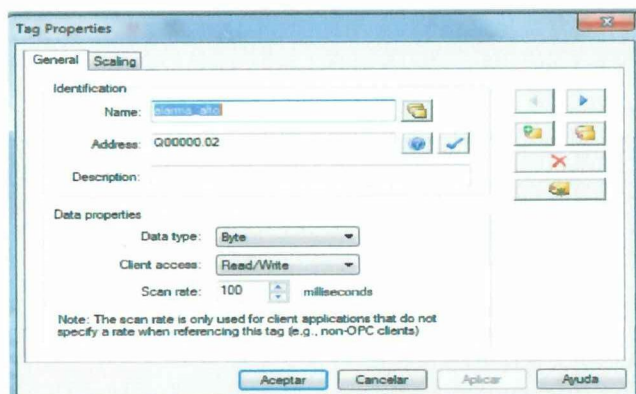 Tag Properties
General Scaling
Identification
Name: alarma_alto
Address: Q00000.02
Description:
Data properties
Data type: Byte
Client access: Read/Write
Scan rate: 100 milliseconds
Note: The scan rate is only used for client applications that do not
specify a rate when referencing this tag (e.g., non-OPC clients)
Aceptar Cancelar Aplicar Ayuda